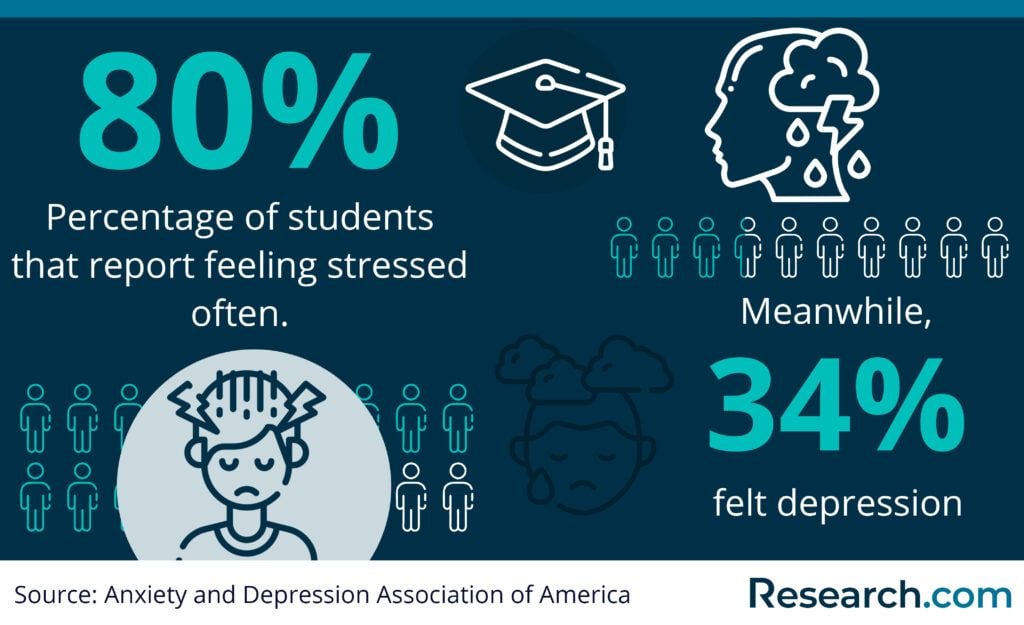 80%
Percentage of students
that report feeling stressed
often.
Meanwhile,
34%
felt depression
Source: Anxiety and Depression Association of America
Research.com